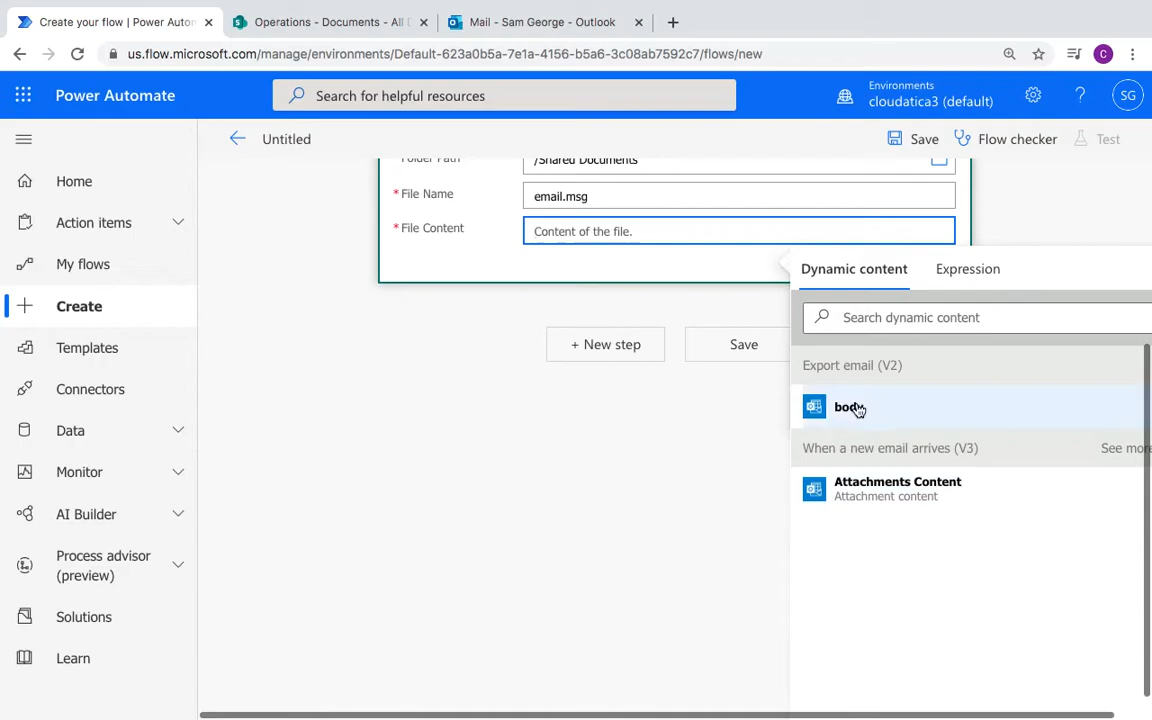 Create your flow | Power Autom
Operations - Documents - All D
Mail - Sam George - Outlook
us.flow.microsoft.com/manage/environments/Default-623a0b5a-7e1a-4156-b5a6-3c08ab7592c7/flows/new
C
Power Automate
Search for helpful resources
Environments
cloudatica3 (default)
?
SG
Untitled
Save
Flow checker
Test
Home
Action items
My flows
Create
Templates
Connectors
Data
Monitor
AI Builder
Process advisor
(preview)
Solutions
Learn
Folder Path
/Shared Documents
*File Name
email.msg
*File Content
Content of the file.
+ New step
Save
Dynamic content
Expression
Search dynamic content
Export email (V2)
body
When a new email arrives (V3)
See more
Attachments Content
Attachment content